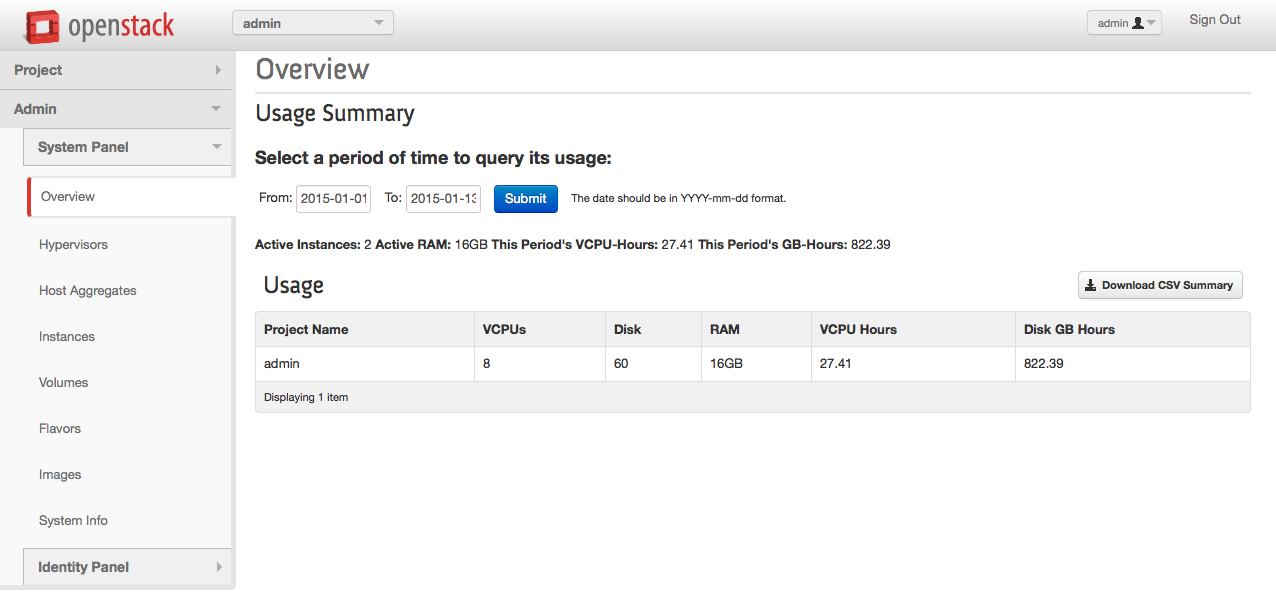 openstack
admin
admin
Sign Out
Project
Admin
System Panel
Overview
Hypervisors
Host Aggregates
Instances
Volumes
Flavors
Images
System Info
Identity Panel
Overview
Usage Summary
Select a period of time to query its usage:
From: 2015-01-01 To: 2015-01-13 Submit The date should be in YYYY-mm-dd format.
Active Instances: 2 Active RAM: 16GB This Period's VCPU-Hours: 27.41 This Period's GB-Hours: 822.39
Usage
Download CSV Summary
Project Name VCPUs Disk RAM VCPU Hours Disk GB Hours
admin 8 60 16GB 27.41 822.39
Displaying 1 item